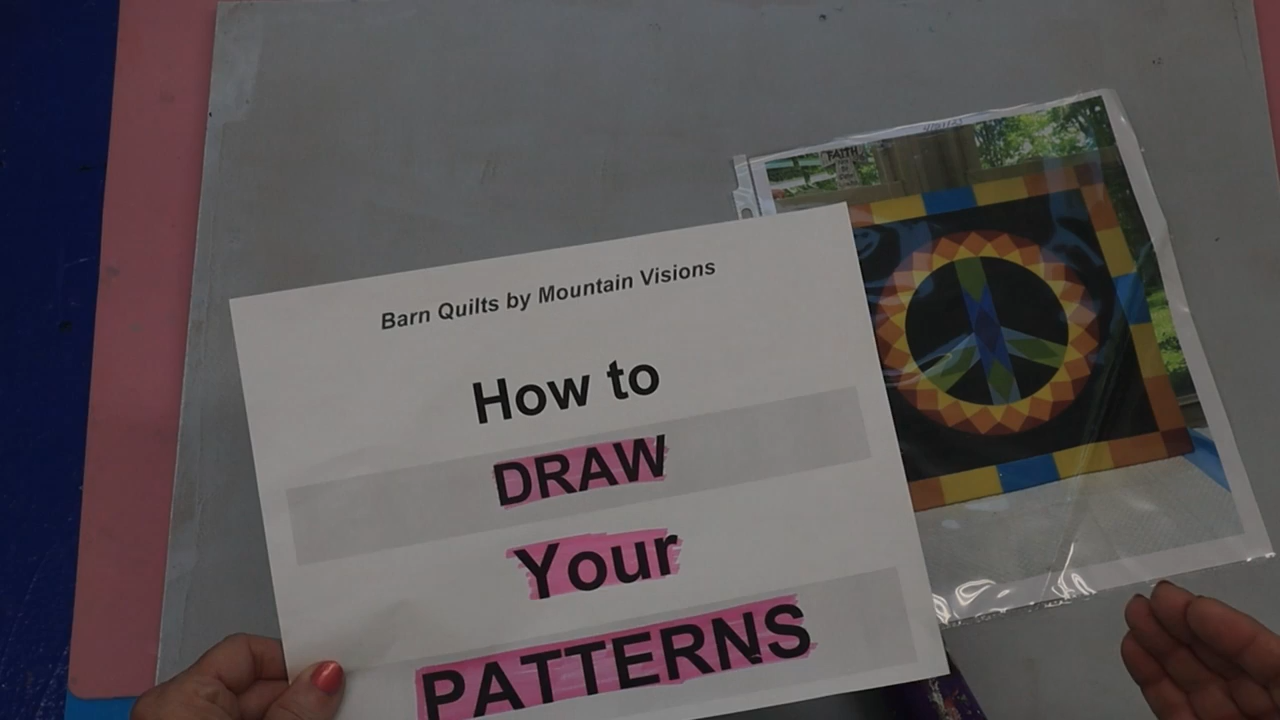 Barn Quilts by Mountain Visions
How to
DRAW
Your
PATTERNS
FAITH